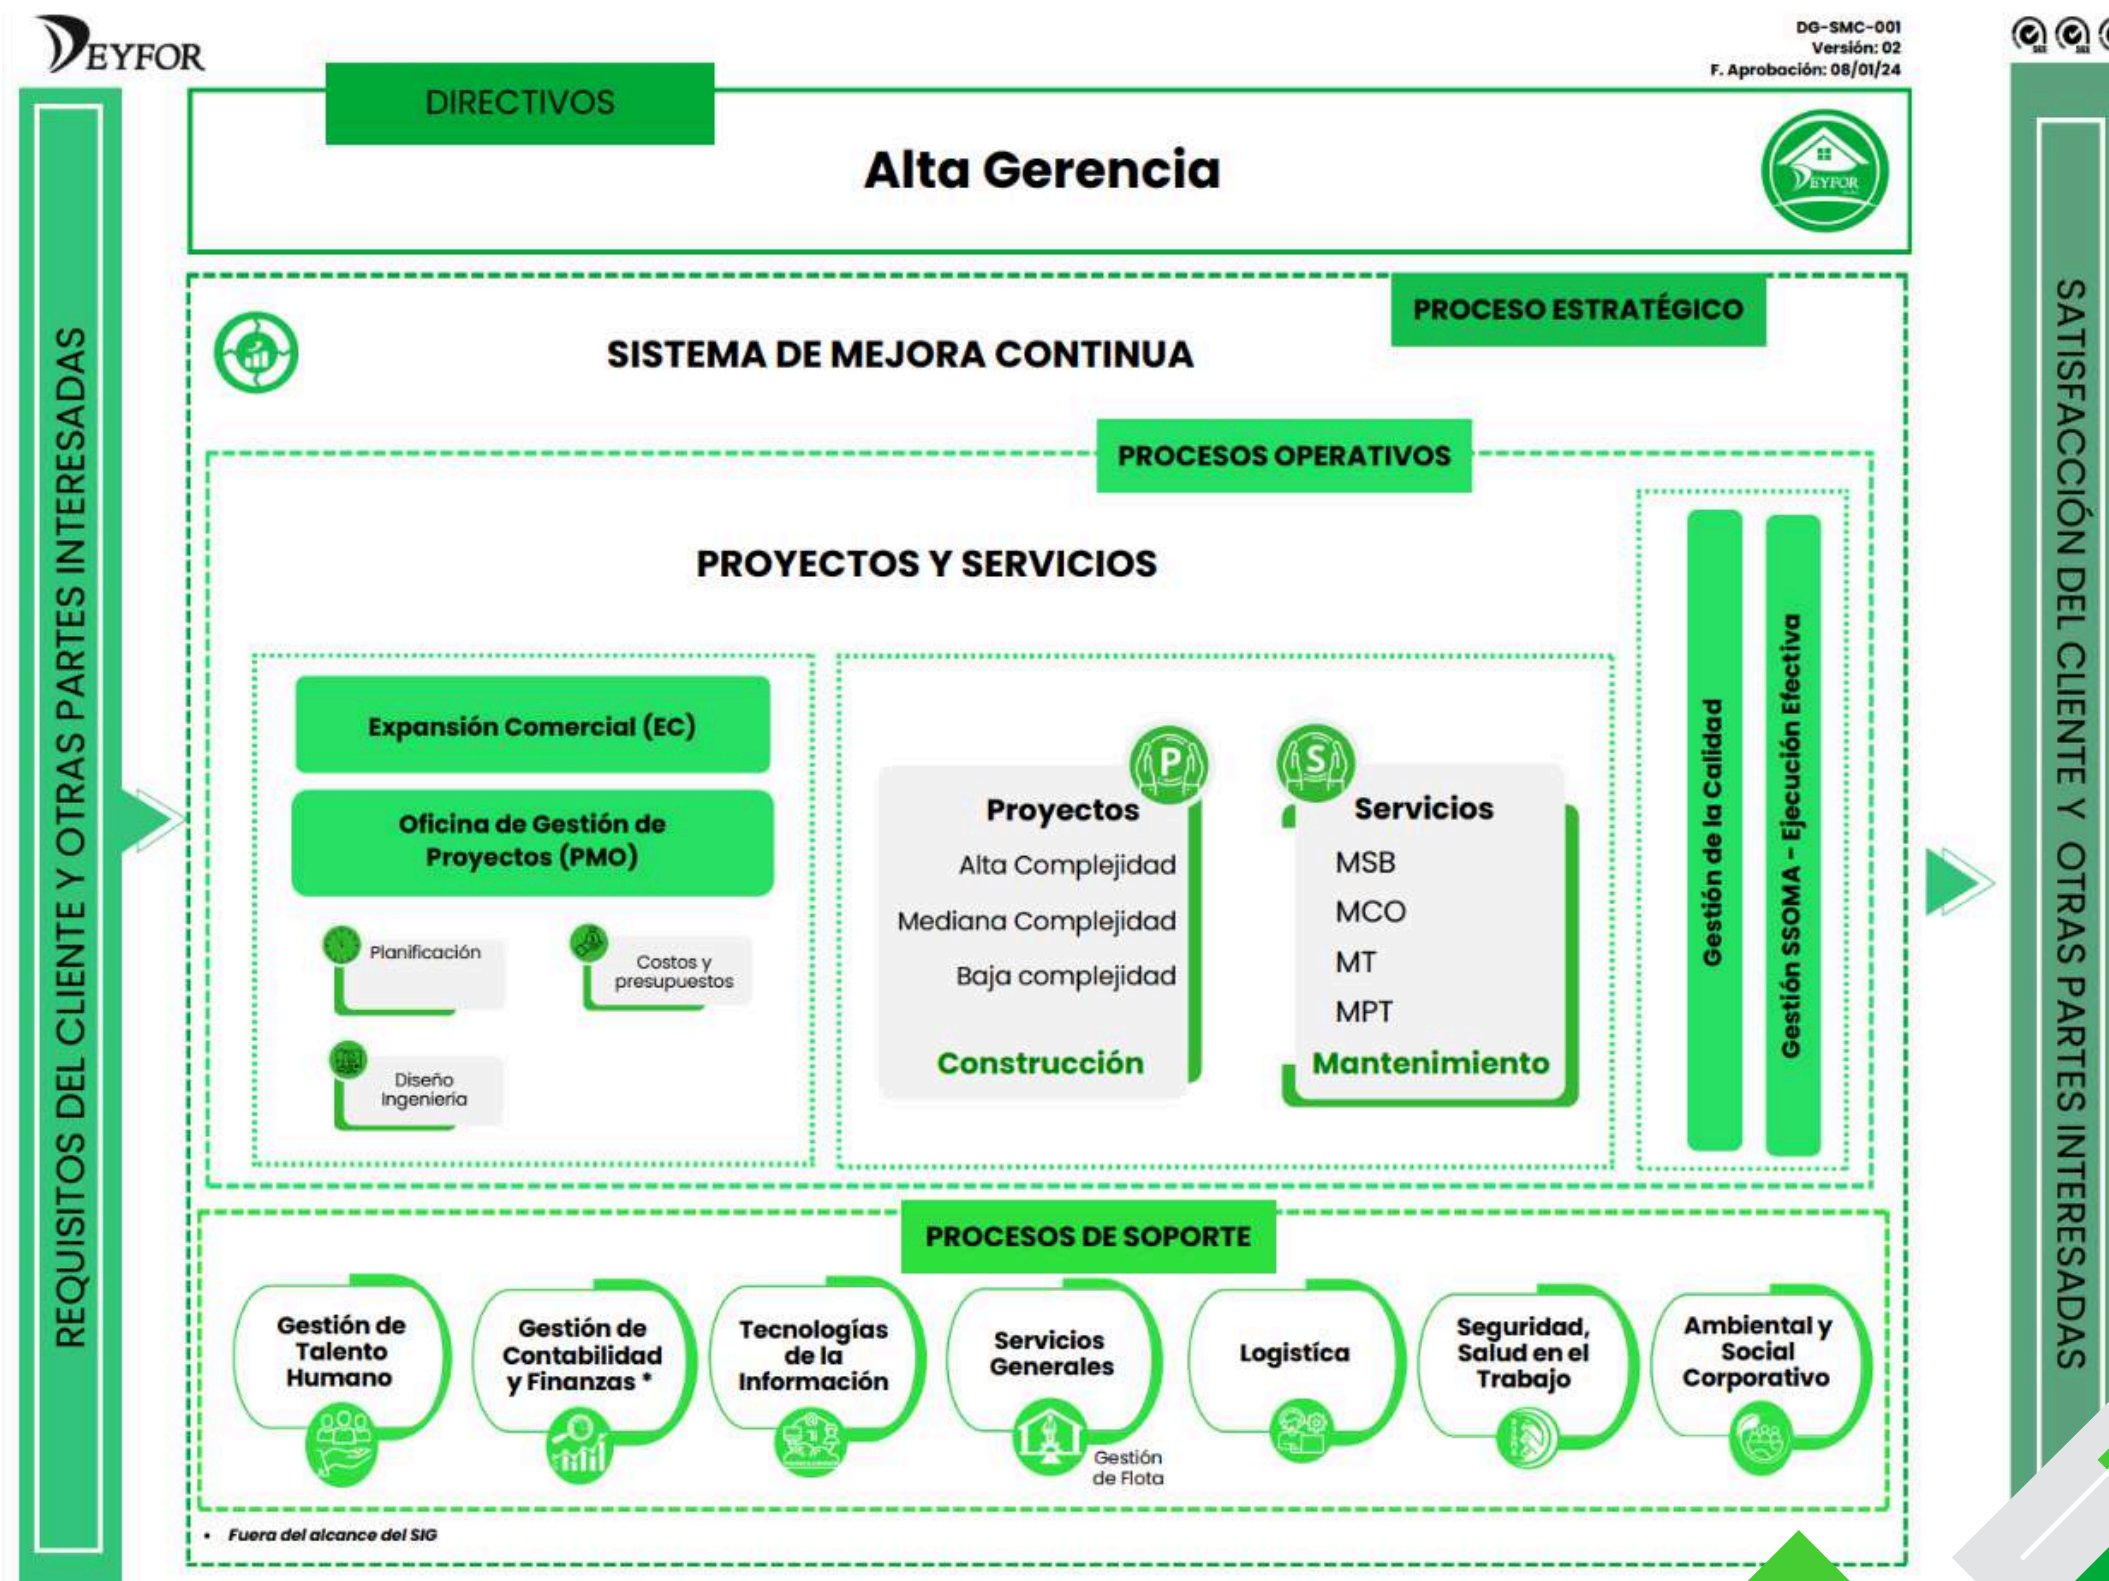 DEYFOR
DG-SMC-001
Versión: 02
F. Aprobación: 08/01/24
DIRECTIVOS
Alta Gerencia
DEYFOR
REQUISITOS DEL CLIENTE Y OTRAS PARTES INTERESADAS
PROCESO ESTRATÉGICO
SISTEMA DE MEJORA CONTINUA
PROCESOS OPERATIVOS
PROYECTOS Y SERVICIOS
Expansión Comercial (EC)
Oficina de Gestión de
Proyectos (PMO)
Planificación
Costos y
presupuestos
Diseño
Ingeniería
P
Proyectos
Alta Complejidad
Mediana Complejidad
Baja complejidad
Construcción
S
Servicios
MSB
MCO
MT
MPT
Mantenimiento
Gestión de la Calidad
Gestión SSOMA - Ejecución Efectiva
PROCESOS DE SOPORTE
Gestión de
Talento
Humano
Gestión de
Contabilidad
y Finanzas *
Tecnologías
de la
Información
Servicios
Generales
Gestión
de Flota
Logistíca
Seguridad,
Salud en el
Trabajo
Ambiental y
Social
Corporativo
• Fuera del alcance del SIG
SATISFACCIÓN DEL CLIENTE Y OTRAS PARTES INTERESADAS